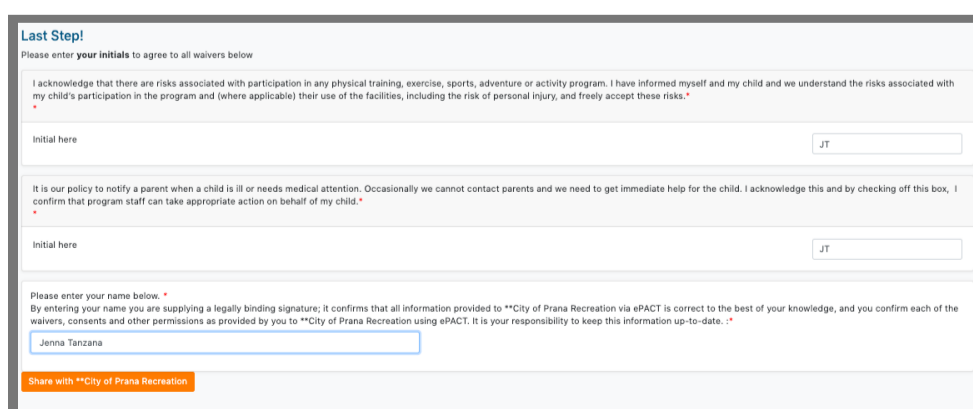 Last Step!
Please enter your initials to agree to all waivers below
I acknowledge that there are risks associated with participation in any physical training, exercise, sports, adventure or activity program. I have informed myself and my child and we understand the risks associated with
my child's participation in the program and (where applicable) their use of the facilities, including the risk of personal injury, and freely accept these risks.*
*
Initial here
JT
It is our policy to notify a parent when a child is ill or needs medical attention. Occasionally we cannot contact parents and we need to get immediate help for the child. I acknowledge this and by checking off this box, I
confirm that program staff can take appropriate action on behalf of my child.*
*
Initial here
JT
Please enter your name below. *
By entering your name you are supplying a legally binding signature; it confirms that all information provided to **City of Prana Recreation via ePACT is correct to the best of your knowledge, and you confirm each of the
waivers, consents and other permissions as provided by you to **City of Prana Recreation using ePACT. It is your responsibility to keep this information up-to-date. :*
Jenna Tanzana
Share with **City of Prana Recreation